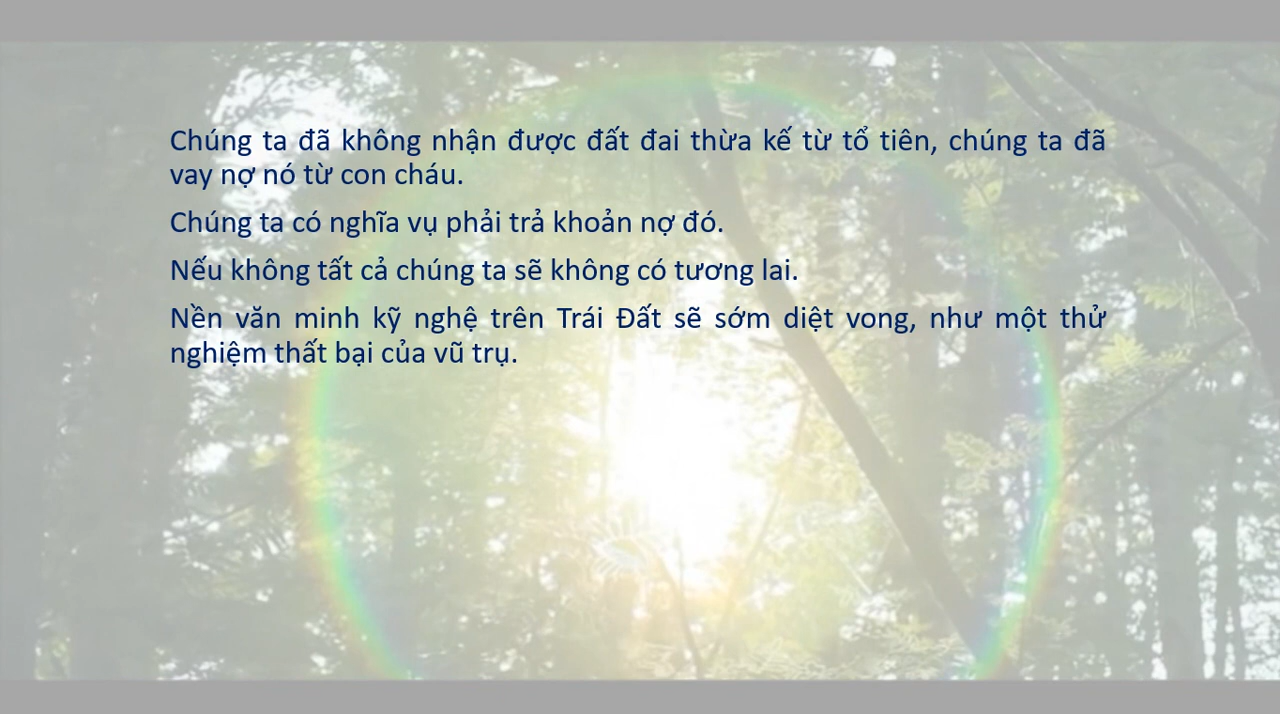 Chúng ta đã không nhận được đất đai thừa kế từ tổ tiên, chúng ta đã
vay nợ nó từ con cháu.
Chúng ta có nghĩa vụ phải trả khoản nợ đó.
Nếu không tất cả chúng ta sẽ không có tương lai.
Nền văn minh kỹ nghệ trên Trái Đất sẽ sớm diệt vong, như một thử
nghiệm thất bại của vũ trụ.